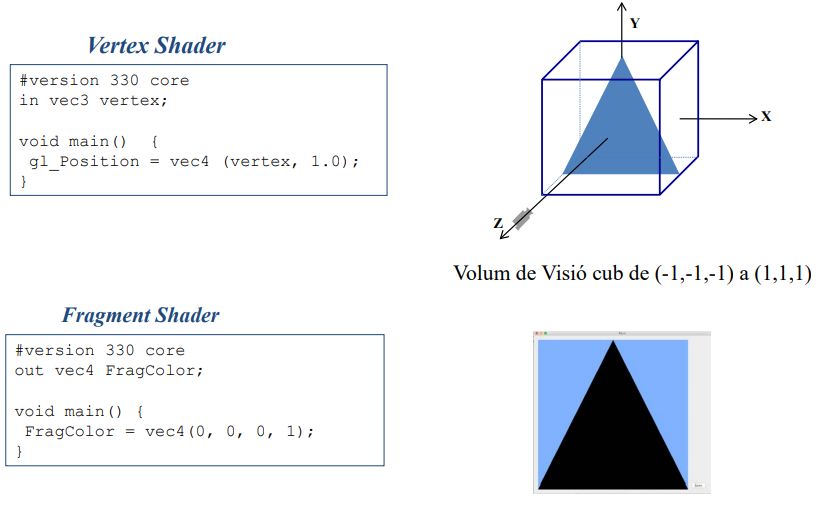 Vertex Shader
#version 330 core
in vec3 vertex;
void main()  {
 gl_Position = vec4 (vertex, 1.0);
}
Y
X
Z
Volum de Visió cub de (-1,-1,-1) a (1,1,1)
Fragment Shader
#version 330 core
out vec4 FragColor;
void main() {
 FragColor = vec4(0, 0, 0, 1);
}